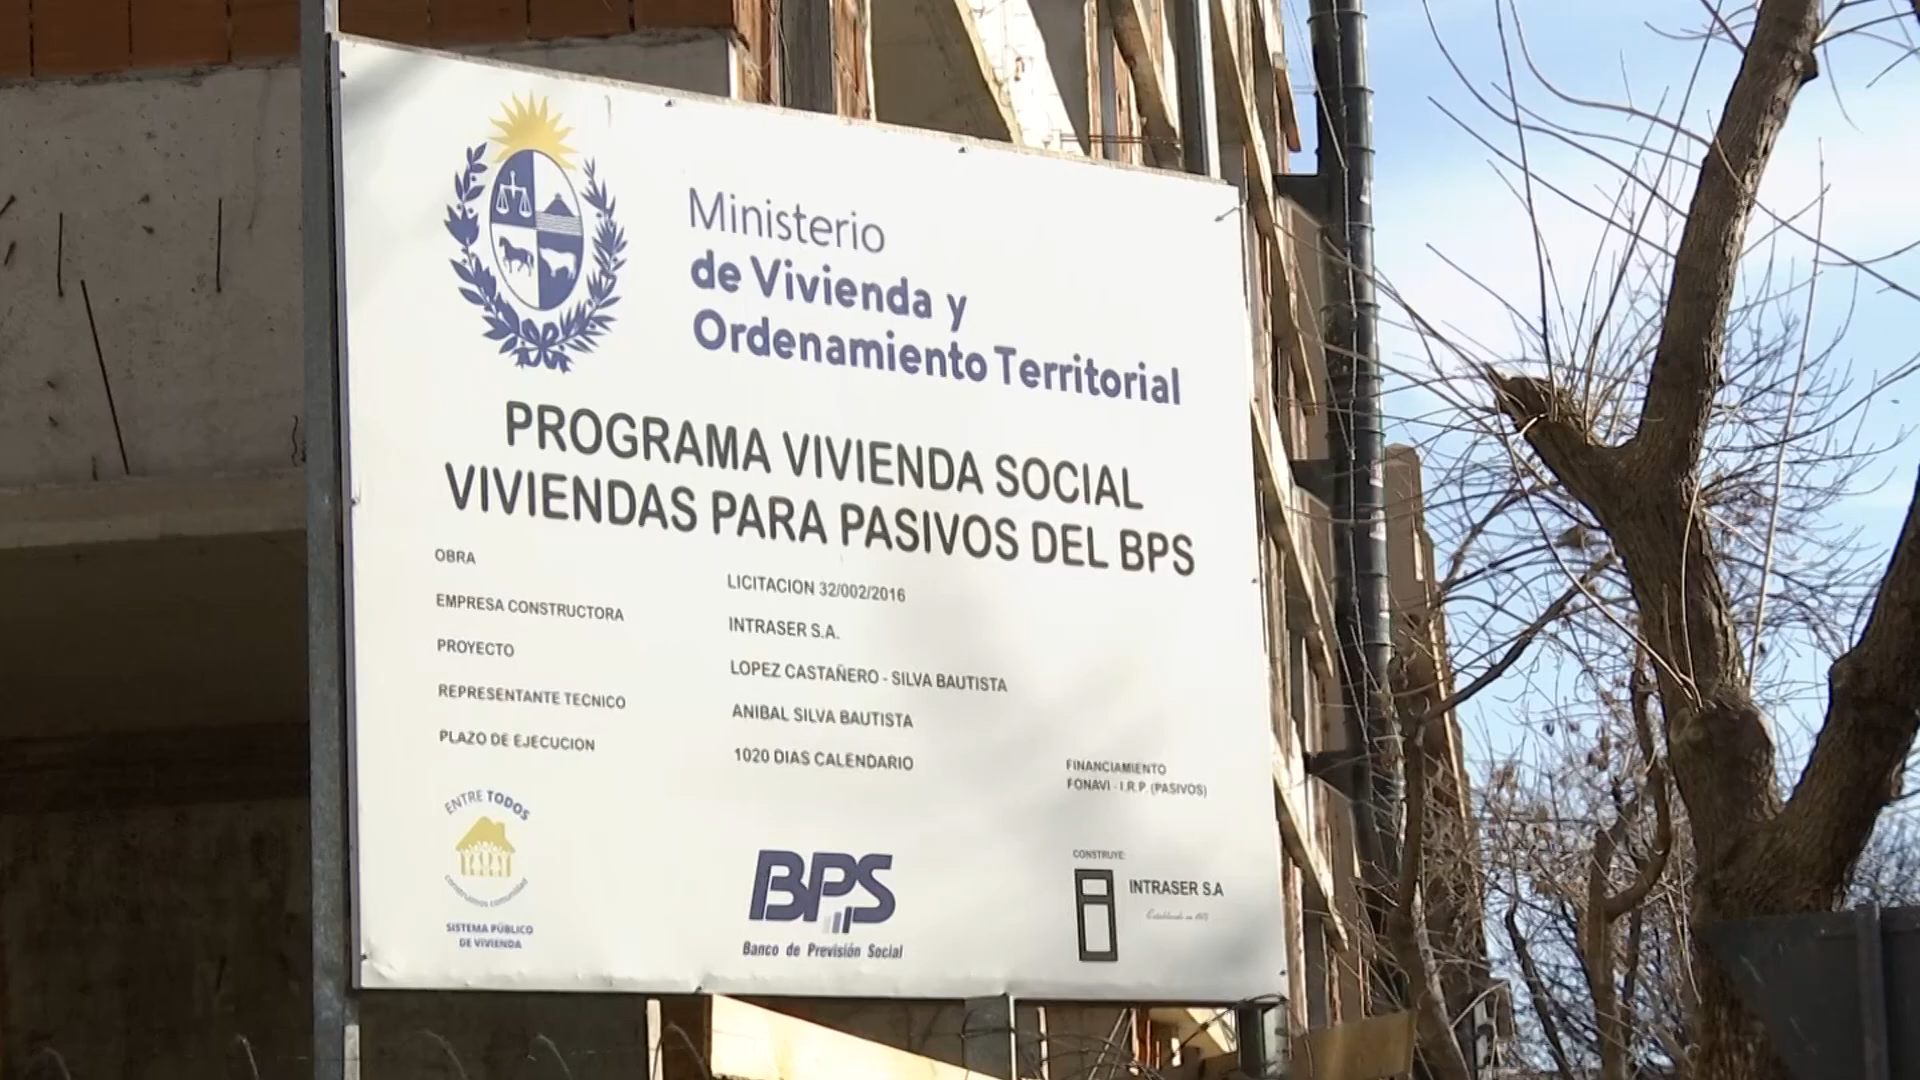 Ministerio
de Vivienda y
Ordenamiento Territorial
PROGRAMA VIVIENDA SOCIAL
VIVIENDAS PARA PASIVOS DEL BPS
OBRA LICITACION 32/002/2016
EMPRESA CONSTRUCTORA INTRASER S.A.
PROYECTO LOPEZ CASTAÑERO - SILVA BAUTISTA
REPRESENTANTE TECNICO ANIBAL SILVA BAUTISTA
PLAZO DE EJECUCION 1020 DIAS CALENDARIO
FINANCIAMIENTO
FONAVI - I.R.P. (PASIVOS)
ENTRE TODOS
construimos comunidad
SISTEMA PÚBLICO
DE VIVIENDA
BPS
Banco de Previsión Social
CONSTRUYE:
INTRASER S.A